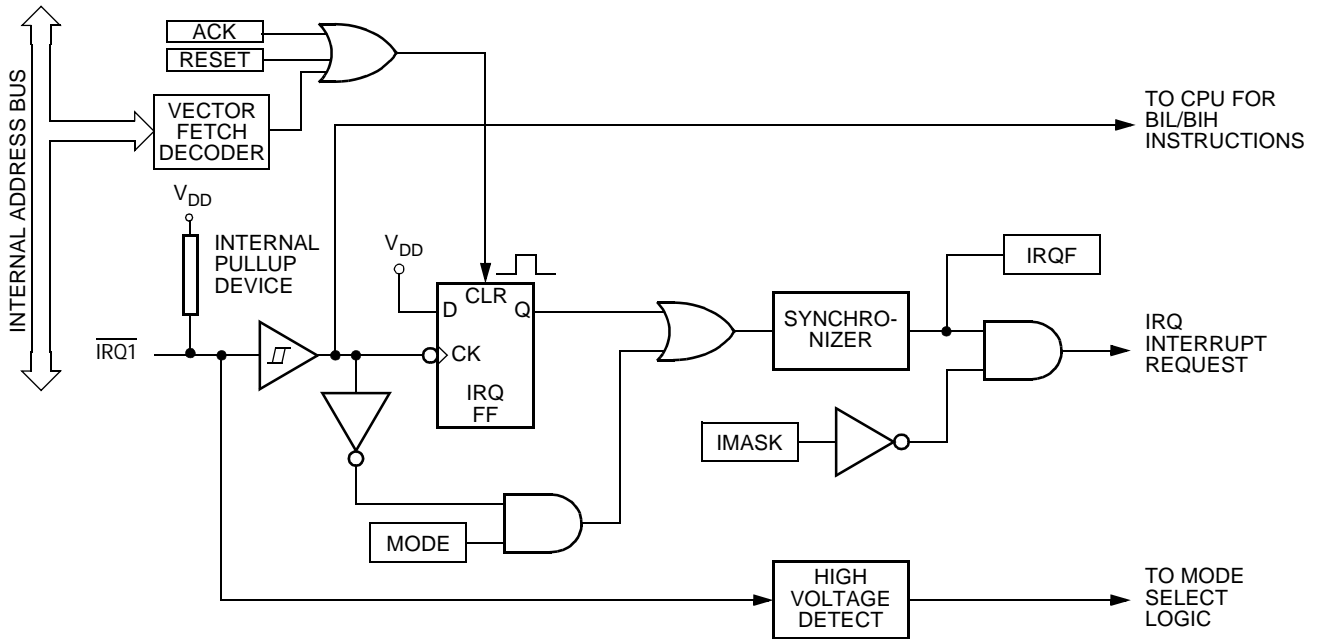 INTERNAL ADDRESS BUS
ACK
RESET
VECTOR
FETCH
DECODER
TO CPU FOR
BIL/BIH
INSTRUCTIONS
VDD
INTERNAL
PULLUP
DEVICE
VDD
CLR
D
Q
CK
IRQ
FF
IRQ1
SYNCHRO-
NIZER
IRQF
IRQ
INTERRUPT
REQUEST
IMASK
MODE
HIGH
VOLTAGE
DETECT
TO MODE
SELECT
LOGIC